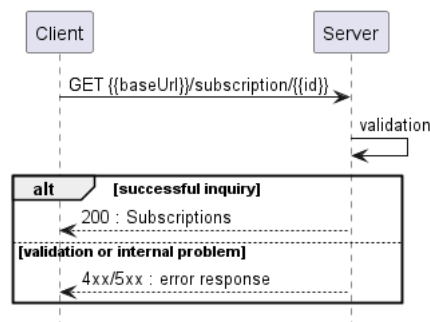 Client
Server
GET {{baseUrl}}/subscription/{{id}}
validation
alt
[successful inquiry]
200 : Subscriptions
[validation or internal problem]
4xx/5xx : error response